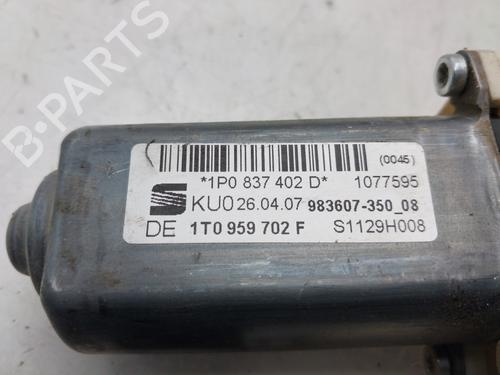 (0045)
*1P0 837 402 D* 1077595
KU0 26.04.07 983607-350_08
DE 1T0 959 702 F S1129H008
B-PARTS